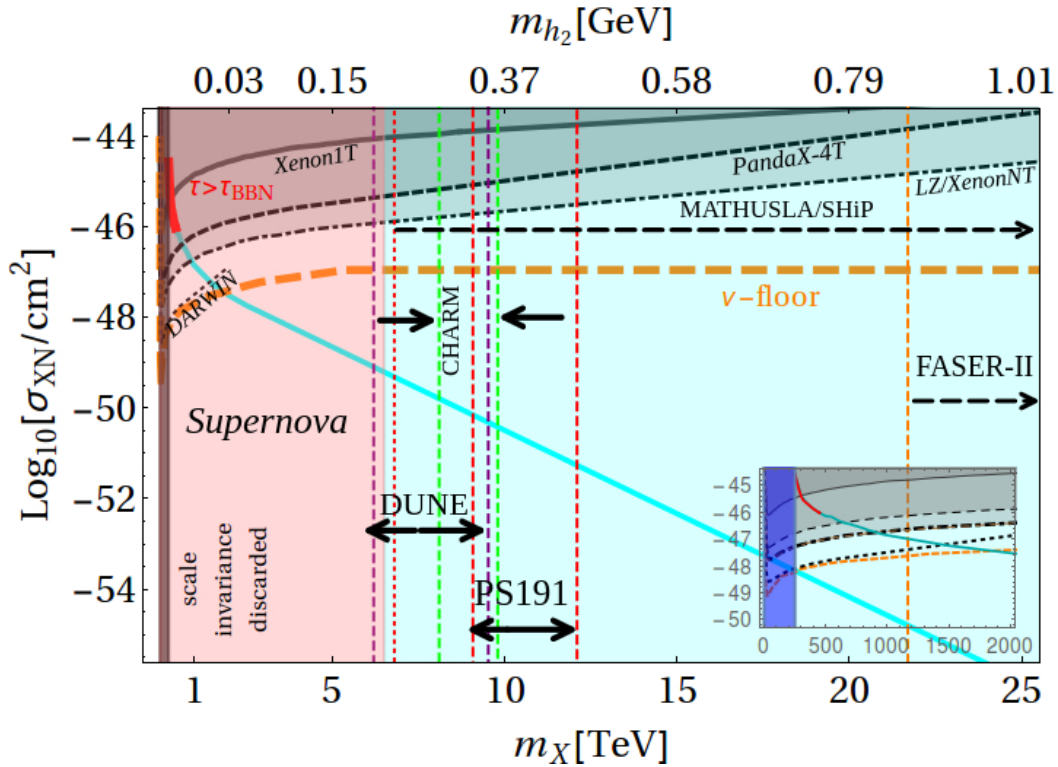 m_{h_2}[GeV]
0.03 0.15 0.37 0.58 0.79 1.01
Log_{10}[σ_{XN}/cm^2]
−44
−46
−48
−50
−52
−54
Xenon1T
PandaX-4T
LZ/XenonNT
τ>τ_{BBN}
MATHUSLA/SHiP
DARWIN
ν−floor
CHARM
FASER-II
Supernova
DUNE
PS191
scale
invariance
discarded
−45
−46
−47
−48
−49
−50
0 500 1000 1500 2000
1 5 10 15 20 25
m_X[TeV]